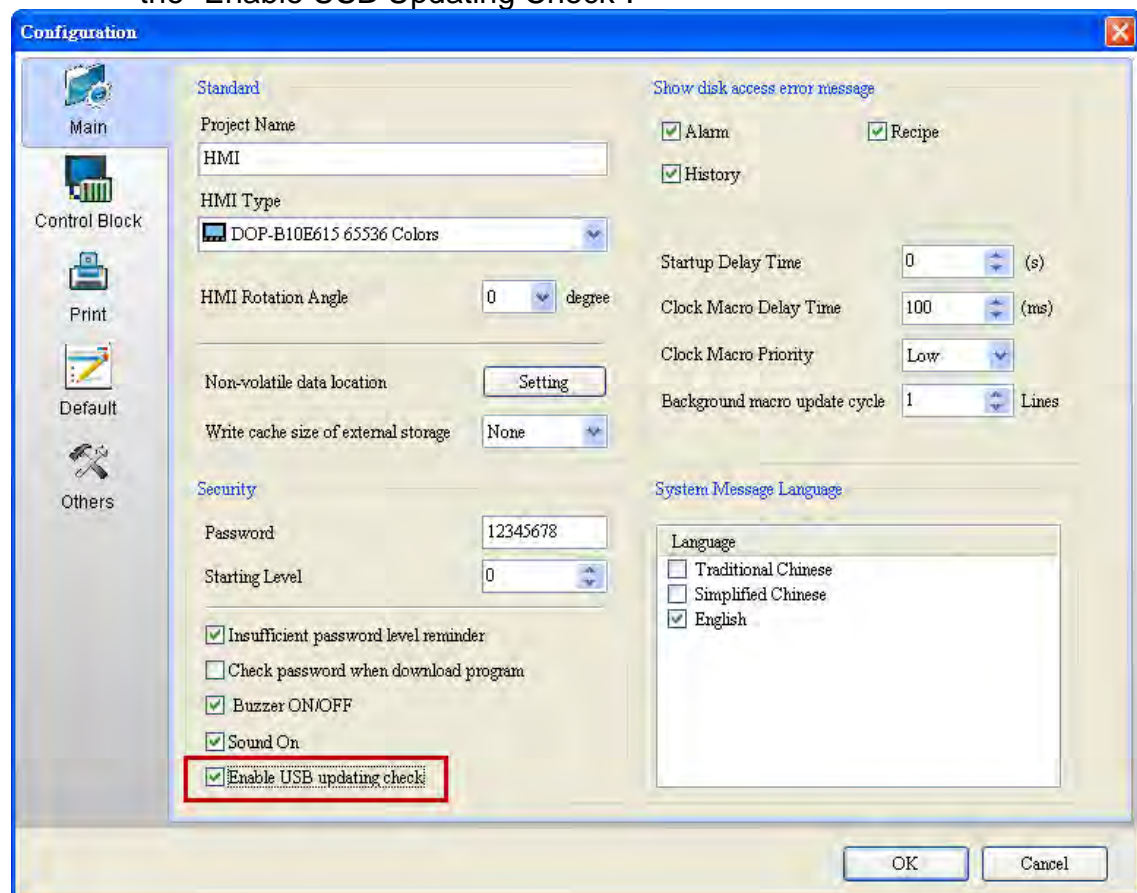 the "Enable USB Updating Check".
Configuration
Main
Control Block
Print
Default
Others
Standard
Project Name
HMI
HMI Type
DOP-B10E615 65536 Colors
HMI Rotation Angle 0 degree
Non-volatile data location Setting
Write cache size of external storage None
Security
Password 12345678
Starting Level 0
Insufficient password level reminder
Check password when download program
Buzzer ON/OFF
Sound On
Enable USB updating check
Show disk access error message
Alarm Recipe
History
Startup Delay Time 0 (s)
Clock Macro Delay Time 100 (ms)
Clock Macro Priority Low
Background macro update cycle 1 Lines
System Message Language
Language
Traditional Chinese
Simplified Chinese
English
OK Cancel